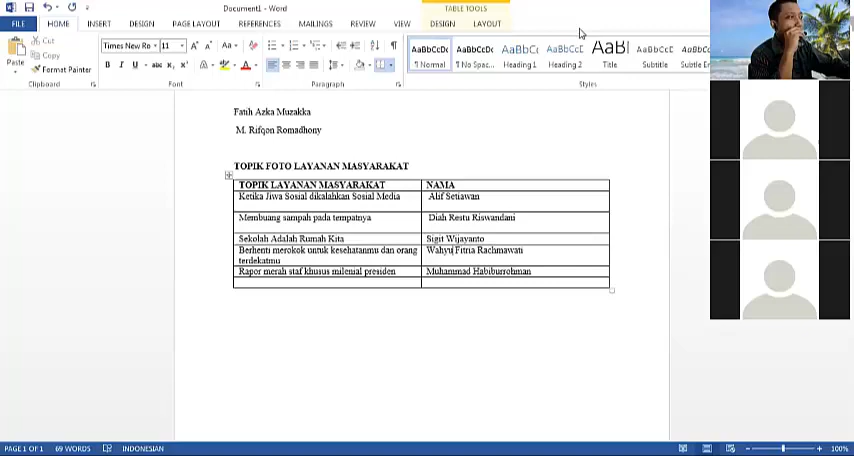 Document1 - Word
TABLE TOOLS
FILE HOME INSERT DESIGN PAGE LAYOUT REFERENCES MAILINGS REVIEW VIEW DESIGN LAYOUT
Cut
Copy
Format Painter
Paste
Times New Ro 11
AaBbCcDc AaBbCcDc AaBbCc AaBbCcD AaBl AaBbCcD AaBbCc
¶ Normal ¶ No Spac... Heading 1 Heading 2 Title Subtitle Subtle Em
Clipboard Font Paragraph Styles
Fatih Azka Muzakka
M. Rifqon Romadhony
TOPIK FOTO LAYANAN MASYARAKAT
TOPIK LAYANAN MASYARAKAT NAMA
Ketika Jiwa Sosial dikalahkan Sosial Media Alif Setiawan
Membuang sampah pada tempatnya Diah Restu Riswandani
Sekolah Adalah Rumah Kita Sigit Wijayanto
Berhenti merokok untuk kesehatanmu dan orang terdekatmu Wahyu Fitria Rachmawati
Rapor merah staf khusus milenial presiden Muhammad Habiburrohman
PAGE 1 OF 1 69 WORDS INDONESIAN 100%